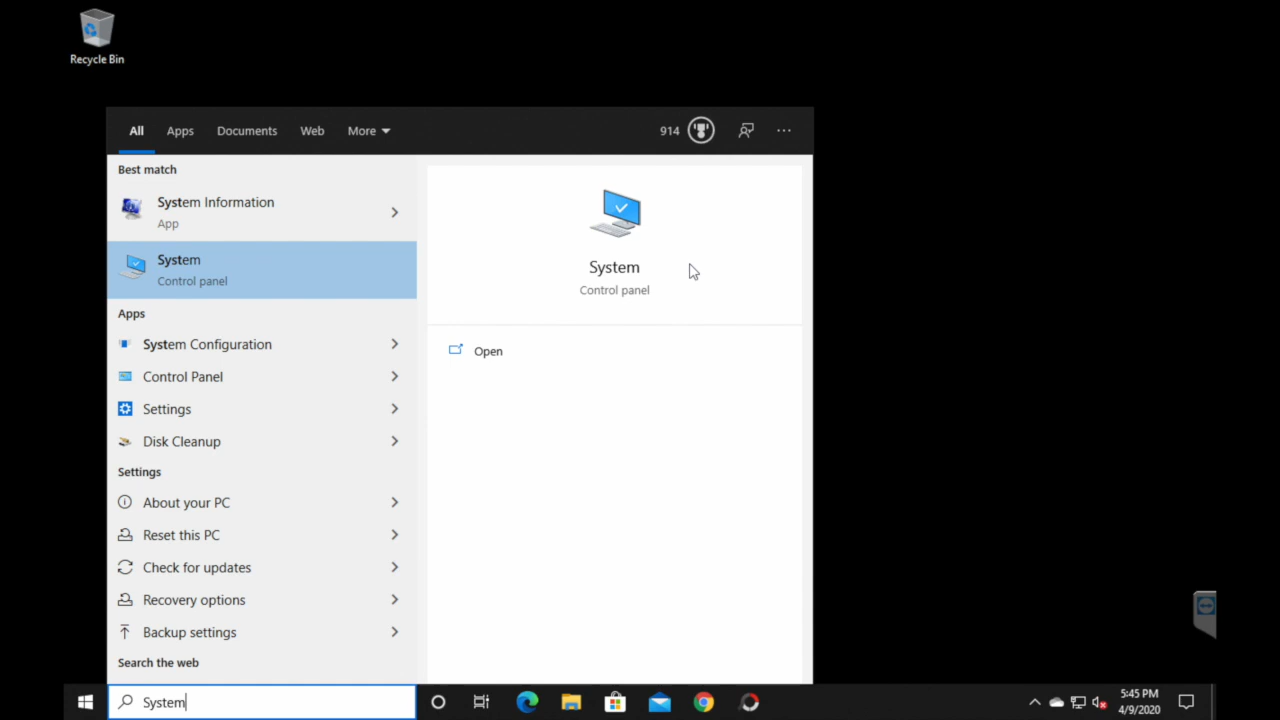 Recycle Bin
All Apps Documents Web More 914 ...
Best match
System Information
App
System
Control panel
Apps
System Configuration
Control Panel
Settings
Disk Cleanup
Settings
About your PC
Reset this PC
Check for updates
Recovery options
Backup settings
Search the web
System
Control panel
Open
System
5:45 PM
4/9/2020